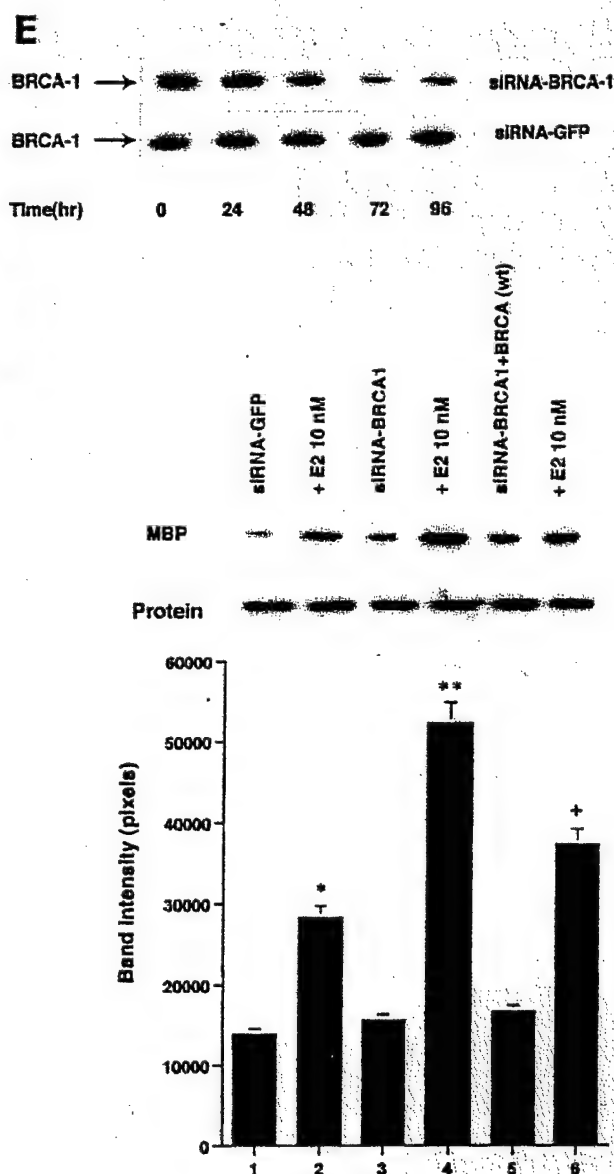 E
BRCA-1 → siRNA-BRCA-1
BRCA-1 → siRNA-GFP
Time(hr) 0 24 48 72 96
siRNA-GFP
+ E2 10 nM
siRNA-BRCA1
+ E2 10 nM
siRNA-BRCA1+BRCA (wt)
+ E2 10 nM
MBP
Protein
Band Intensity (pixels)
60000
50000
40000
30000
20000
10000
0
*
**
+
1 2 3 4 5 6